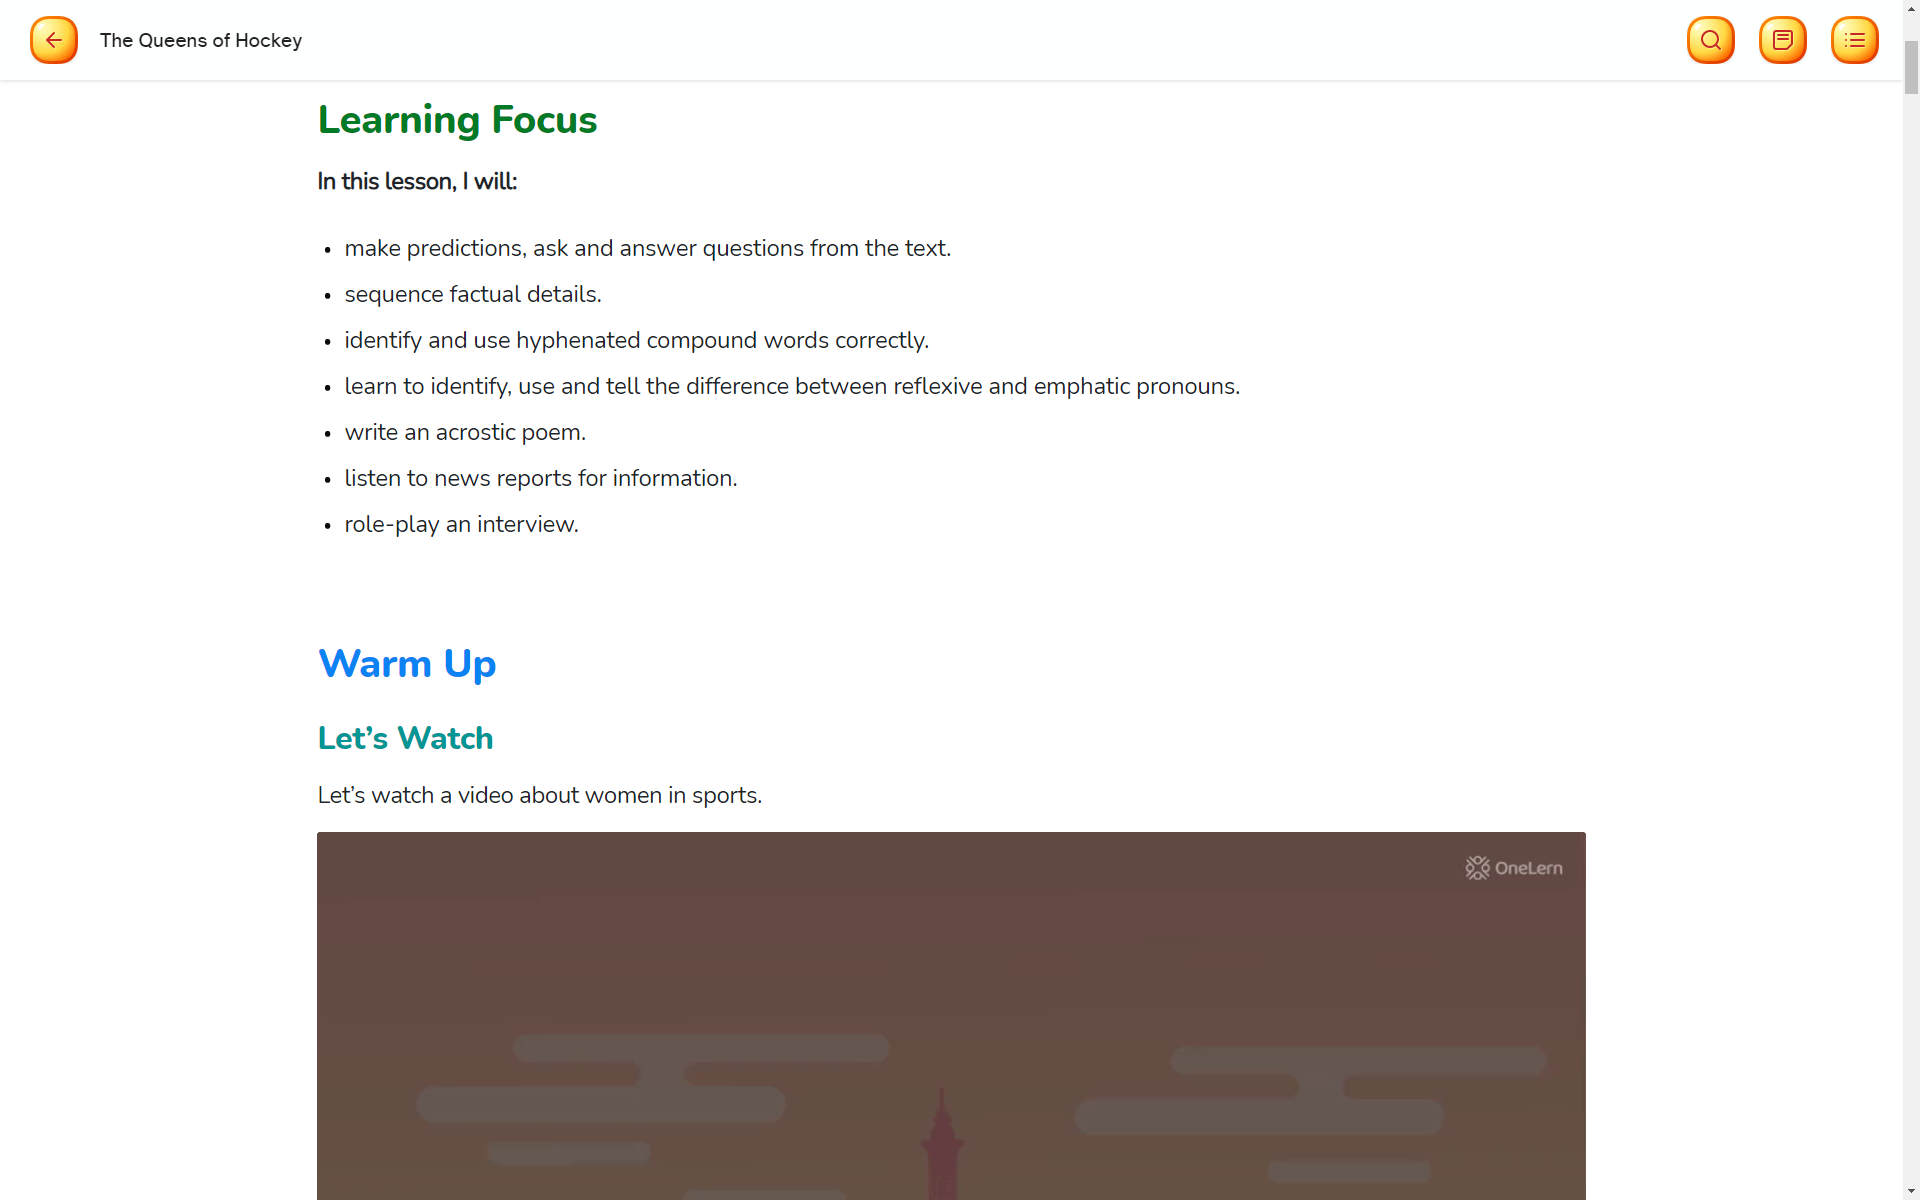 The Queens of Hockey
Learning Focus
In this lesson, I will:
• make predictions, ask and answer questions from the text.
• sequence factual details.
• identify and use hyphenated compound words correctly.
• learn to identify, use and tell the difference between reflexive and emphatic pronouns.
• write an acrostic poem.
• listen to news reports for information.
• role-play an interview.
Warm Up
Let’s Watch
Let’s watch a video about women in sports.
OneLern